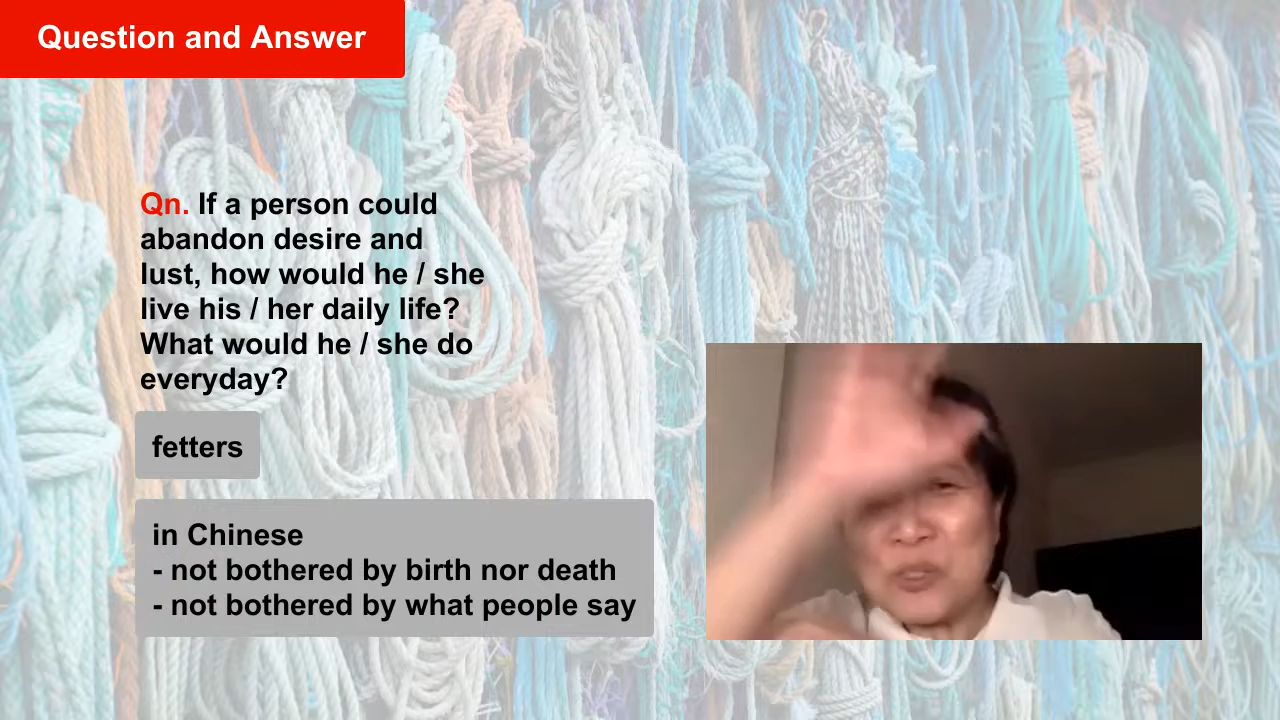 Question and Answer
Qn. If a person could
abandon desire and
lust, how would he / she
live his / her daily life?
What would he / she do
everyday?
fetters
in Chinese
- not bothered by birth nor death
- not bothered by what people say